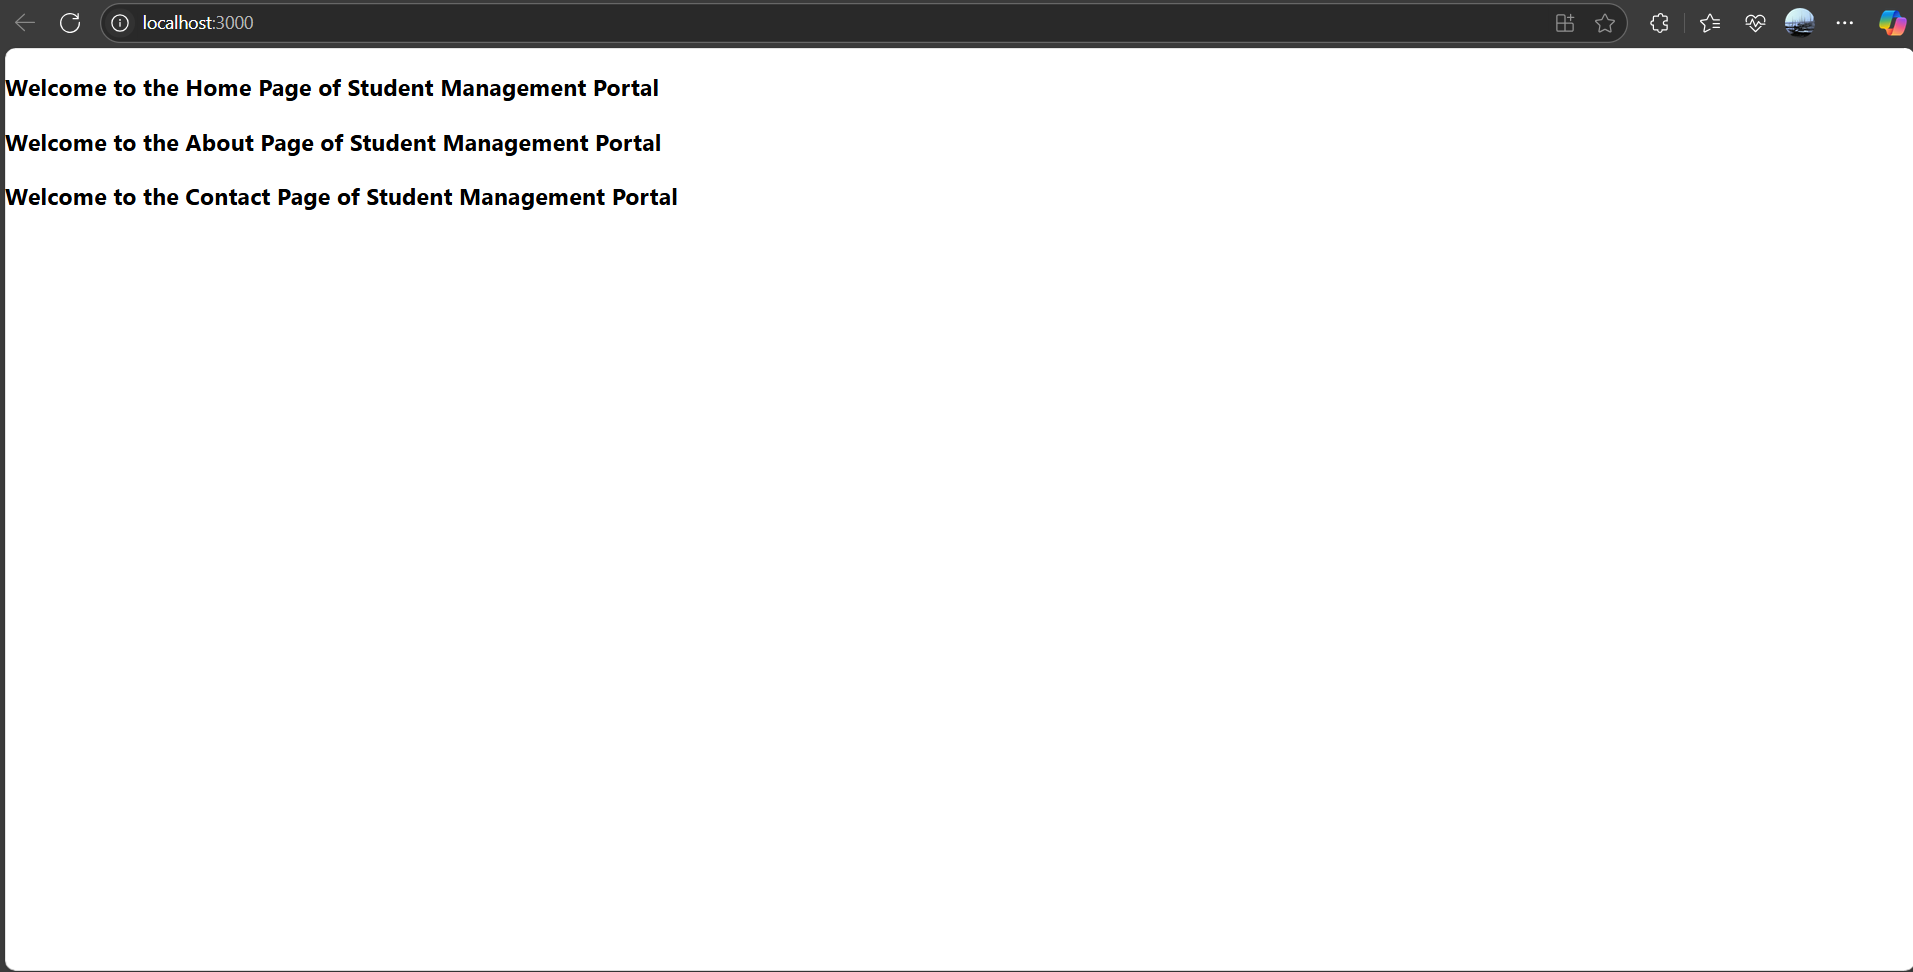 localhost:3000
Welcome to the Home Page of Student Management Portal
Welcome to the About Page of Student Management Portal
Welcome to the Contact Page of Student Management Portal